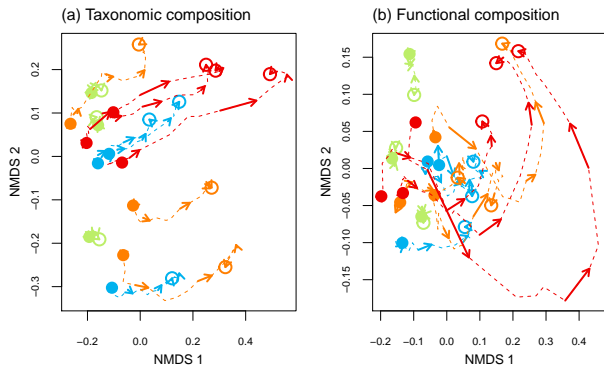 (a) Taxonomic composition
(b) Functional composition
NMDS 2
0.2
0.1
0.0
−0.1
−0.2
−0.3
−0.2 0.0 0.2 0.4
NMDS 1
NMDS 2
0.15
0.10
0.05
0.00
−0.05
−0.10
−0.15
−0.2 −0.1 0.0 0.1 0.2 0.3 0.4
NMDS 1